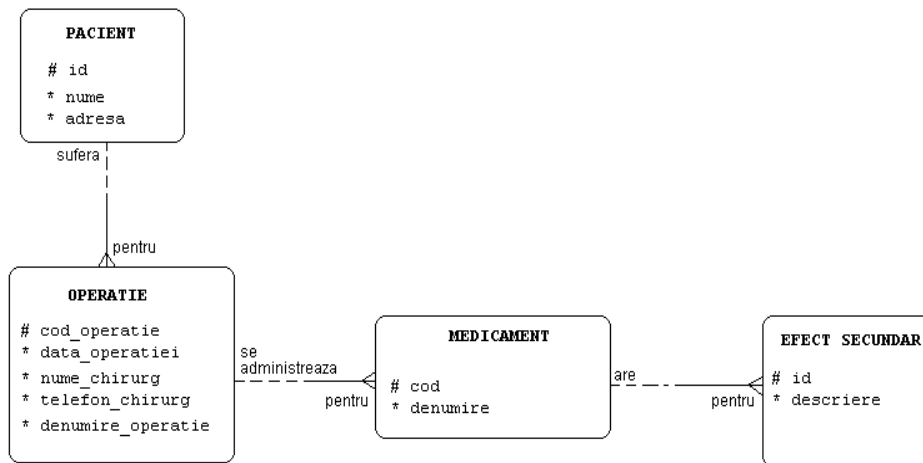 PACIENT
# id
* nume
* adresa
sufera
pentru
OPERATIE
# cod_operatie
* data_operatiei
* nume_chirurg
* telefon_chirurg
* denumire_operatie
se
administreaza
pentru
MEDICAMENT
# cod
* denumire
are
pentru
EFECT SECUNDAR
# id
* descriere